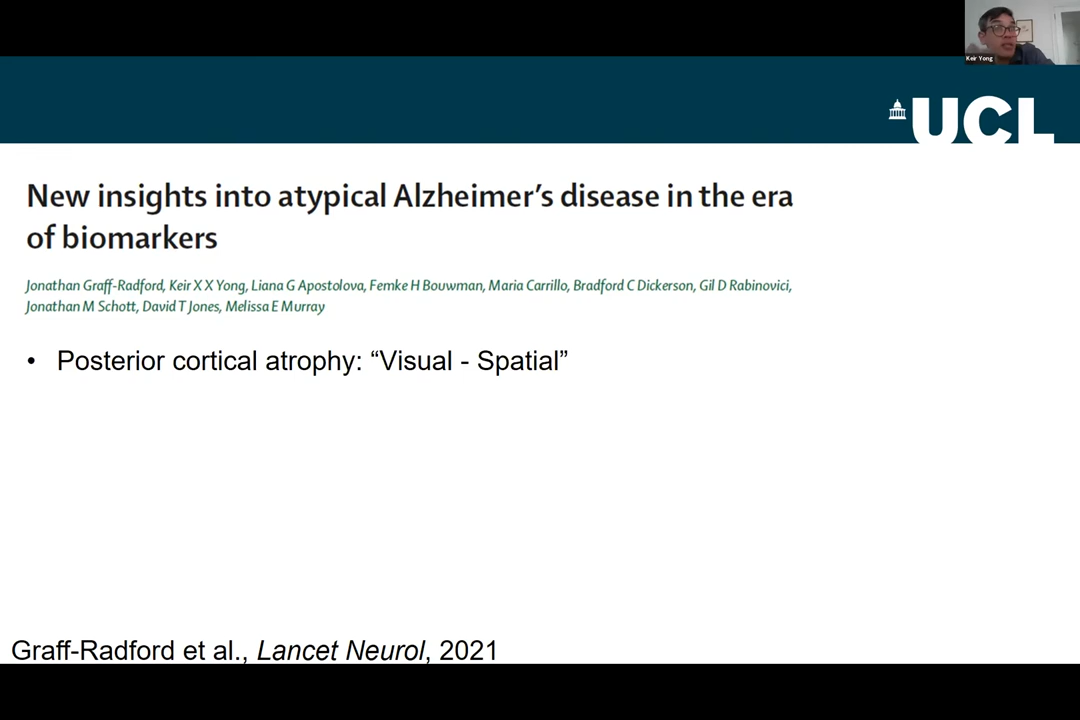 Keir Yong
UCL
New insights into atypical Alzheimer's disease in the era
of biomarkers
Jonathan Graff-Radford, Keir X X Yong, Liana G Apostolova, Femke H Bouwman, Maria Carrillo, Bradford C Dickerson, Gil D Rabinovici,
Jonathan M Schott, David T Jones, Melissa E Murray
• Posterior cortical atrophy: “Visual - Spatial”
Graff-Radford et al., Lancet Neurol, 2021